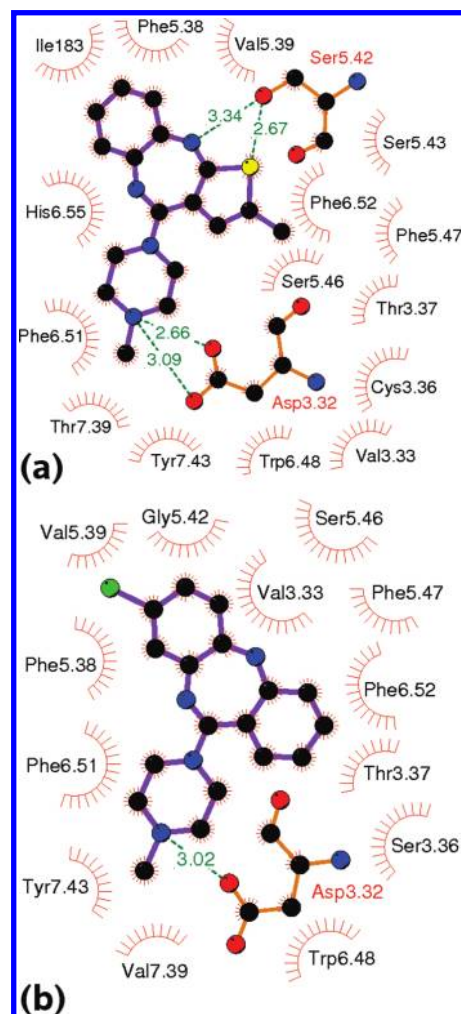 Phe5.38
Ile183
Val5.39
Ser5.42
3.34
2.67
Ser5.43
His6.55
Phe6.52
Phe5.47
Ser5.46
Thr3.37
Phe6.51
2.66
3.09
Cys3.36
Asp3.32
Thr7.39
Tyr7.43
Trp6.48
Val3.33
(a)
Gly5.42
Ser5.46
Val5.39
Val3.33
Phe5.47
Phe5.38
Phe6.52
Phe6.51
Thr3.37
3.02
Ser3.36
Tyr7.43
Asp3.32
Val7.39
Trp6.48
(b)